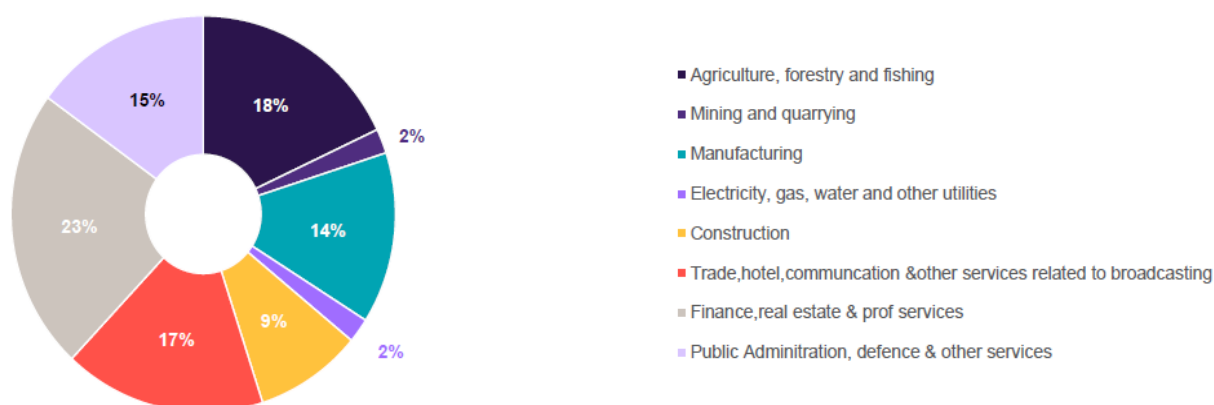 15%
18%
2%
23%
14%
17%
9%
2%
Agriculture, forestry and fishing
Mining and quarrying
Manufacturing
Electricity, gas, water and other utilities
Construction
Trade,hotel,communcation &other services related to broadcasting
Finance,real estate & prof services
Public Adminitration, defence & other services